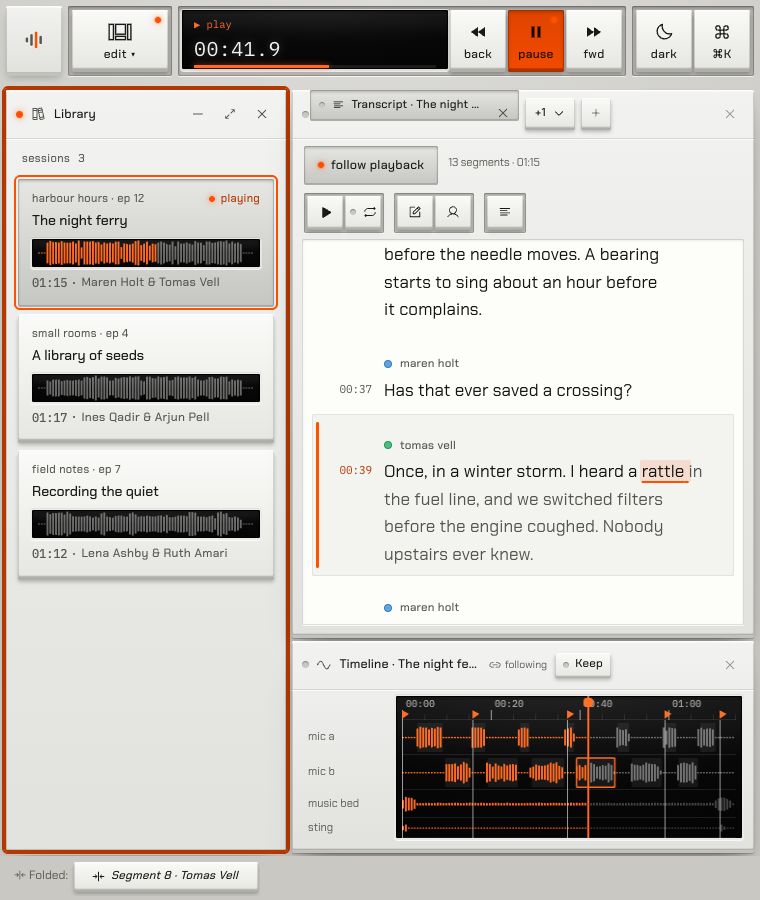 edit ▾
▶ play
00:41.9
back
pause
fwd
dark
⌘K
Library
sessions 3
harbour hours · ep 12
playing
The night ferry
01:15 · Maren Holt & Tomas Vell
small rooms · ep 4
A library of seeds
01:17 · Ines Qadir & Arjun Pell
field notes · ep 7
Recording the quiet
01:12 · Lena Ashby & Ruth Amari
Transcript · The night ...
+1
follow playback
13 segments · 01:15
before the needle moves. A bearing
starts to sing about an hour before
it complains.
maren holt
00:37 Has that ever saved a crossing?
tomas vell
00:39 Once, in a winter storm. I heard a rattle in
the fuel line, and we switched filters
before the engine coughed. Nobody
upstairs ever knew.
maren holt
Timeline · The night fe...
following
Keep
00:00 00:20 :40 01:00
mic a
mic b
music bed
sting
Folded:
Segment 8 · Tomas Vell